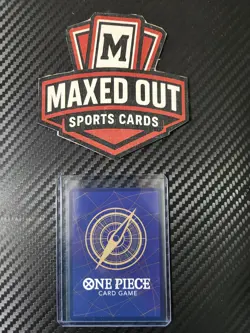 M
MAXED OUT
SPORTS CARDS
ONE PIECE
CARD GAME